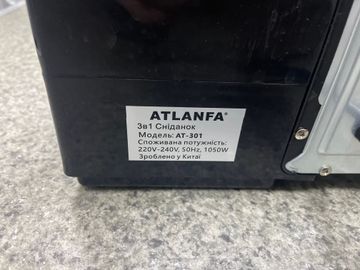 ATLANFA®
3в1 Сніданок
Модель: AT-301
Споживана потужність:
220V-240V, 50Hz, 1050W
Зроблено у Китаї